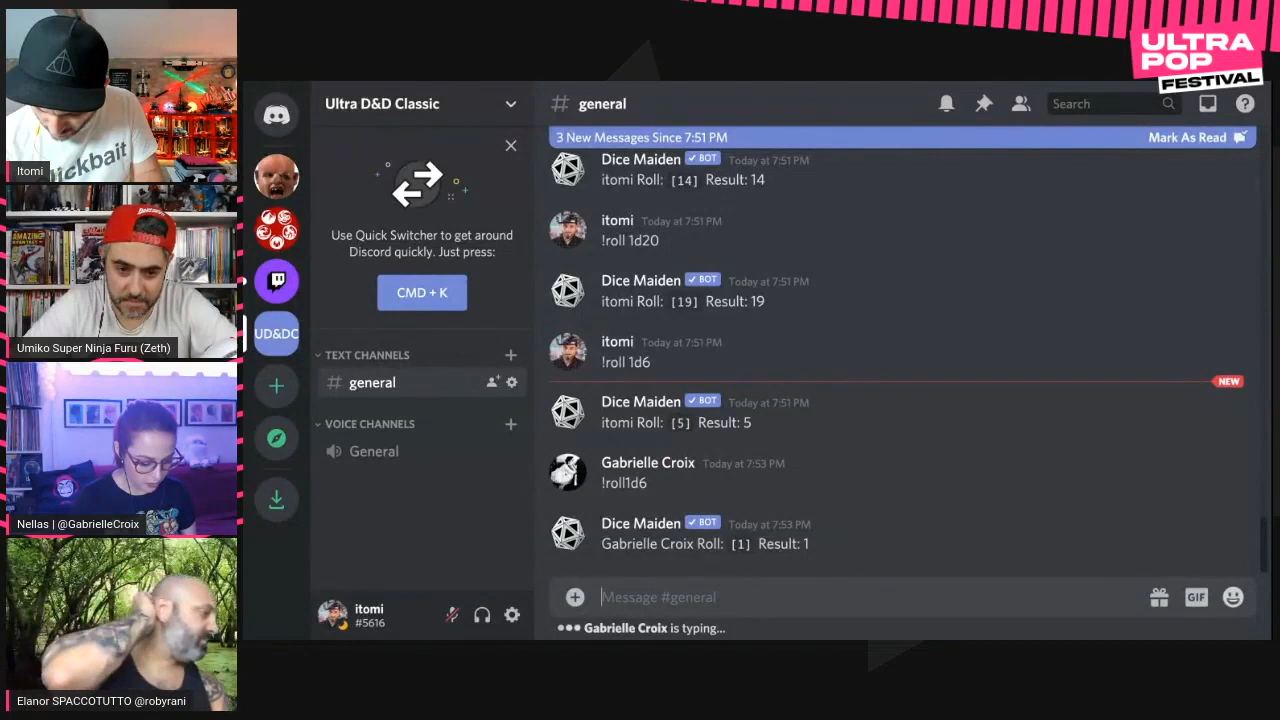 ULTRA
POP
FESTIVAL
lickbait
Itomi
AMAZING
Umiko Super Ninja Furu (Zeth)
Nellas | @GabrielleCroix
Elanor SPACCOTUTTO @robyrani
UD&DC
Ultra D&D Classic
Use Quick Switcher to get around
Discord quickly. Just press:
CMD + K
TEXT CHANNELS
# general
VOICE CHANNELS
General
itomi
#5616
# general
Search
3 New Messages Since 7:51 PM
Mark As Read
Dice Maiden BOT Today at 7:51 PM
itomi Roll: [14] Result: 14
itomi Today at 7:51 PM
!roll 1d20
Dice Maiden BOT Today at 7:51 PM
itomi Roll: [19] Result: 19
itomi Today at 7:51 PM
!roll 1d6
NEW
Dice Maiden BOT Today at 7:51 PM
itomi Roll: [5] Result: 5
Gabrielle Croix Today at 7:53 PM
!roll1d6
Dice Maiden BOT Today at 7:53 PM
Gabrielle Croix Roll: [1] Result: 1
Message #general
GIF
Gabrielle Croix is typing...